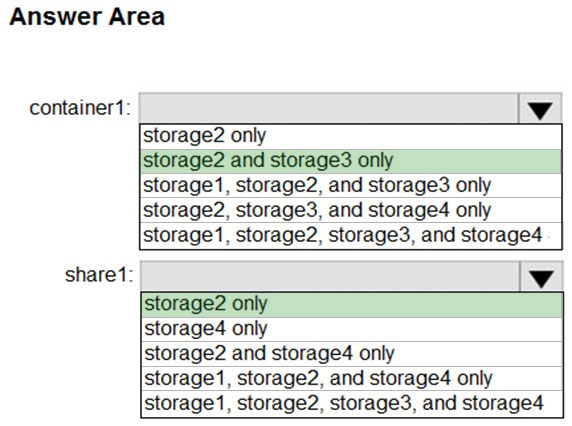 Answer Area
container1:
storage2 only
storage2 and storage3 only
storage1, storage2, and storage3 only
storage2, storage3, and storage4 only
storage1, storage2, storage3, and storage4
share1:
storage2 only
storage4 only
storage2 and storage4 only
storage1, storage2, and storage4 only
storage1, storage2, storage3, and storage4